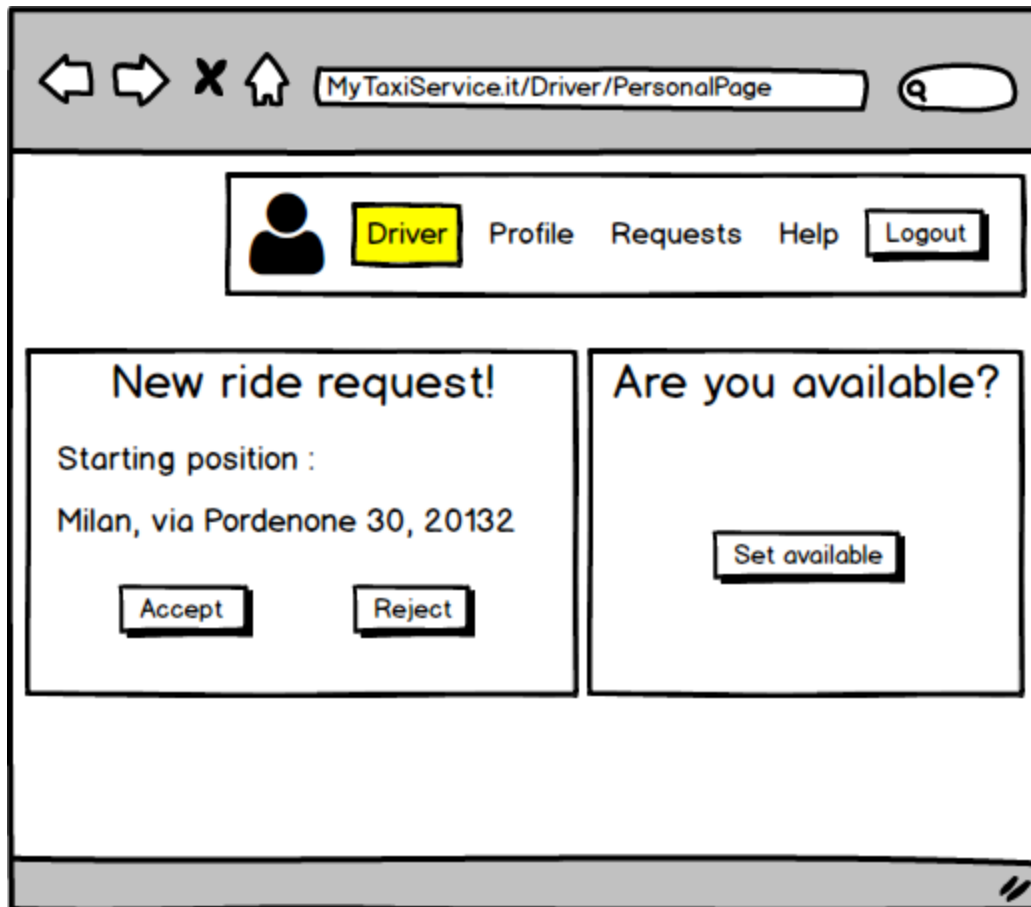 MyTaxiService.it/Driver/PersonalPage
Driver Profile Requests Help Logout
New ride request!
Starting position :
Milan, via Pordenone 30, 20132
Accept Reject
Are you available?
Set available